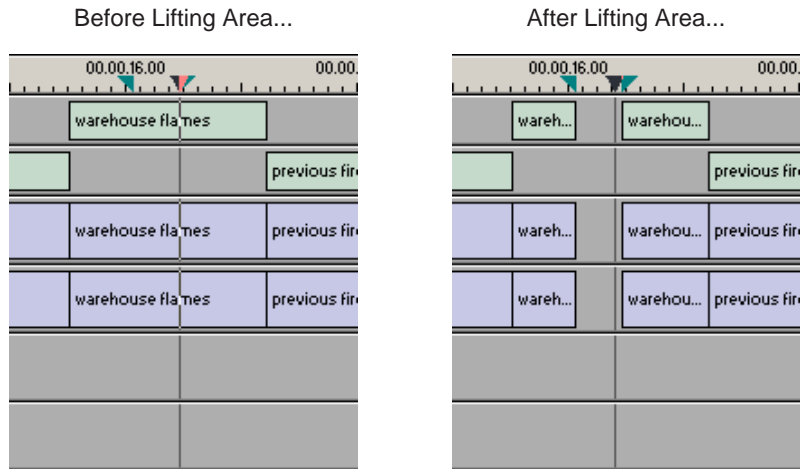 Before Lifting Area...
00.00.16.00 00.00.
warehouse flames
previous fir
warehouse flames previous fir
warehouse flames previous fire
After Lifting Area...
00.00.16.00 00.00.
wareh... warehou...
previous fir
wareh... warehou... previous fir
wareh... warehou... previous fir